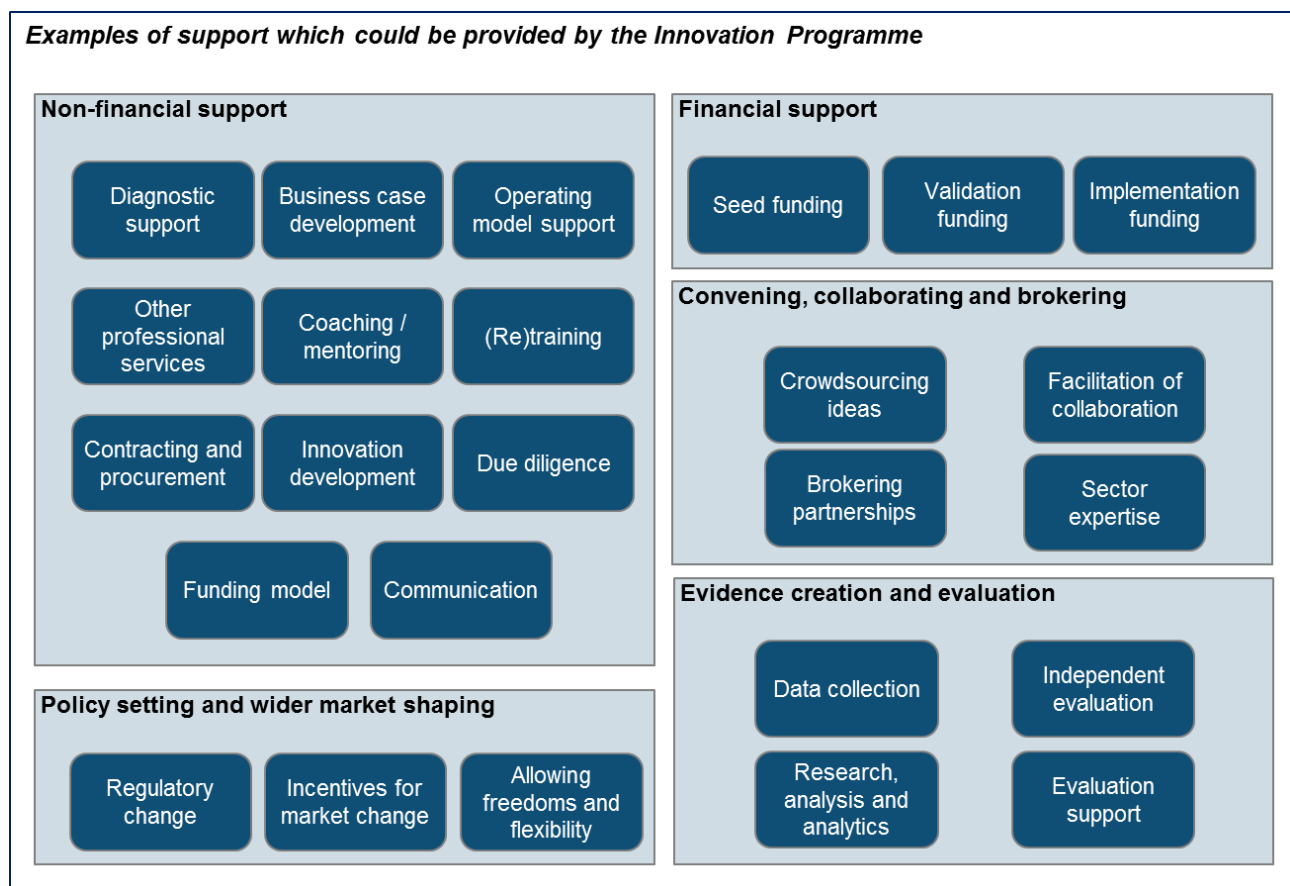 Examples of support which could be provided by the Innovation Programme
Non-financial support
Diagnostic
support
Business case
development
Operating
model support
Other
professional
services
Coaching /
mentoring
(Re)training
Contracting and
procurement
Innovation
development
Due diligence
Funding model
Communication
Policy setting and wider market shaping
Regulatory
change
Incentives for
market change
Allowing
freedoms and
flexibility
Financial support
Seed funding
Validation
funding
Implementation
funding
Convening, collaborating and brokering
Crowdsourcing
ideas
Facilitation of
collaboration
Brokering
partnerships
Sector
expertise
Evidence creation and evaluation
Data collection
Independent
evaluation
Research,
analysis and
analytics
Evaluation
support